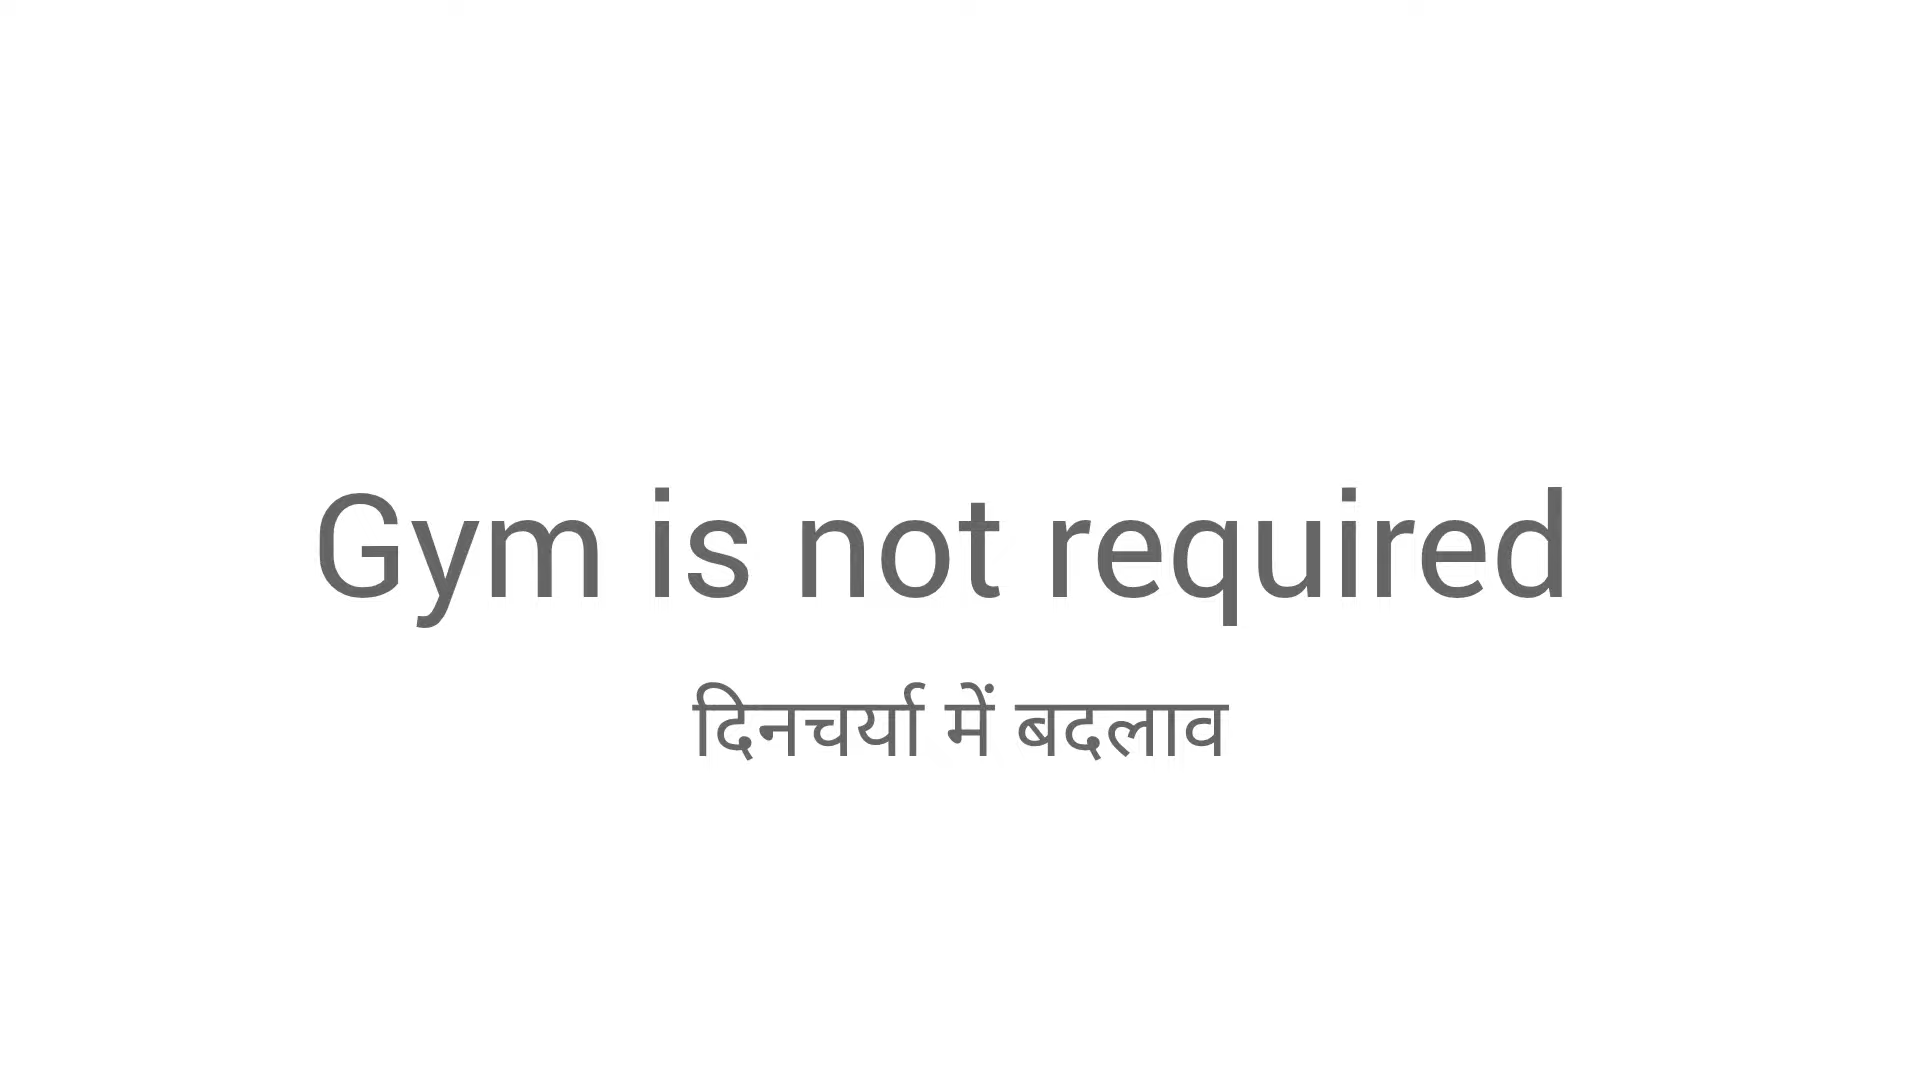 Gym is not required
दिनचर्या में बदलाव